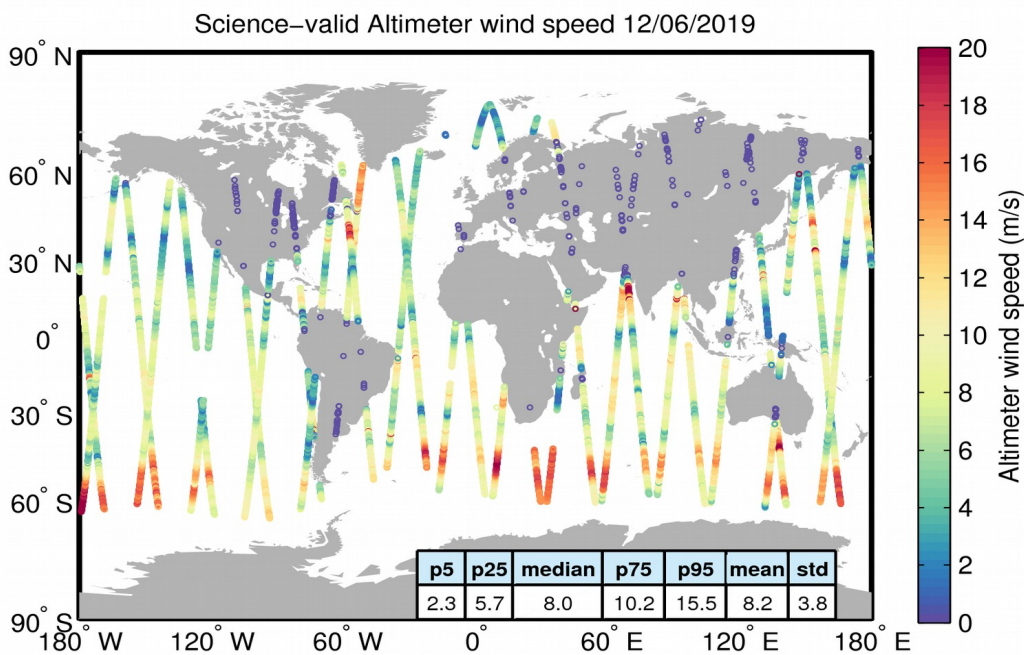 Science−valid Altimeter wind speed 12/06/2019
90° N
60° N
30° N
0°
30° S
60° S
90° S
180° W
120° W
60° W
0°
60° E
120° E
180° E
p5 p25 median p75 p95 mean std
2.3 5.7 8.0 10.2 15.5 8.2 3.8
20
18
16
14
12
10
8
6
4
2
0
Altimeter wind speed (m/s)